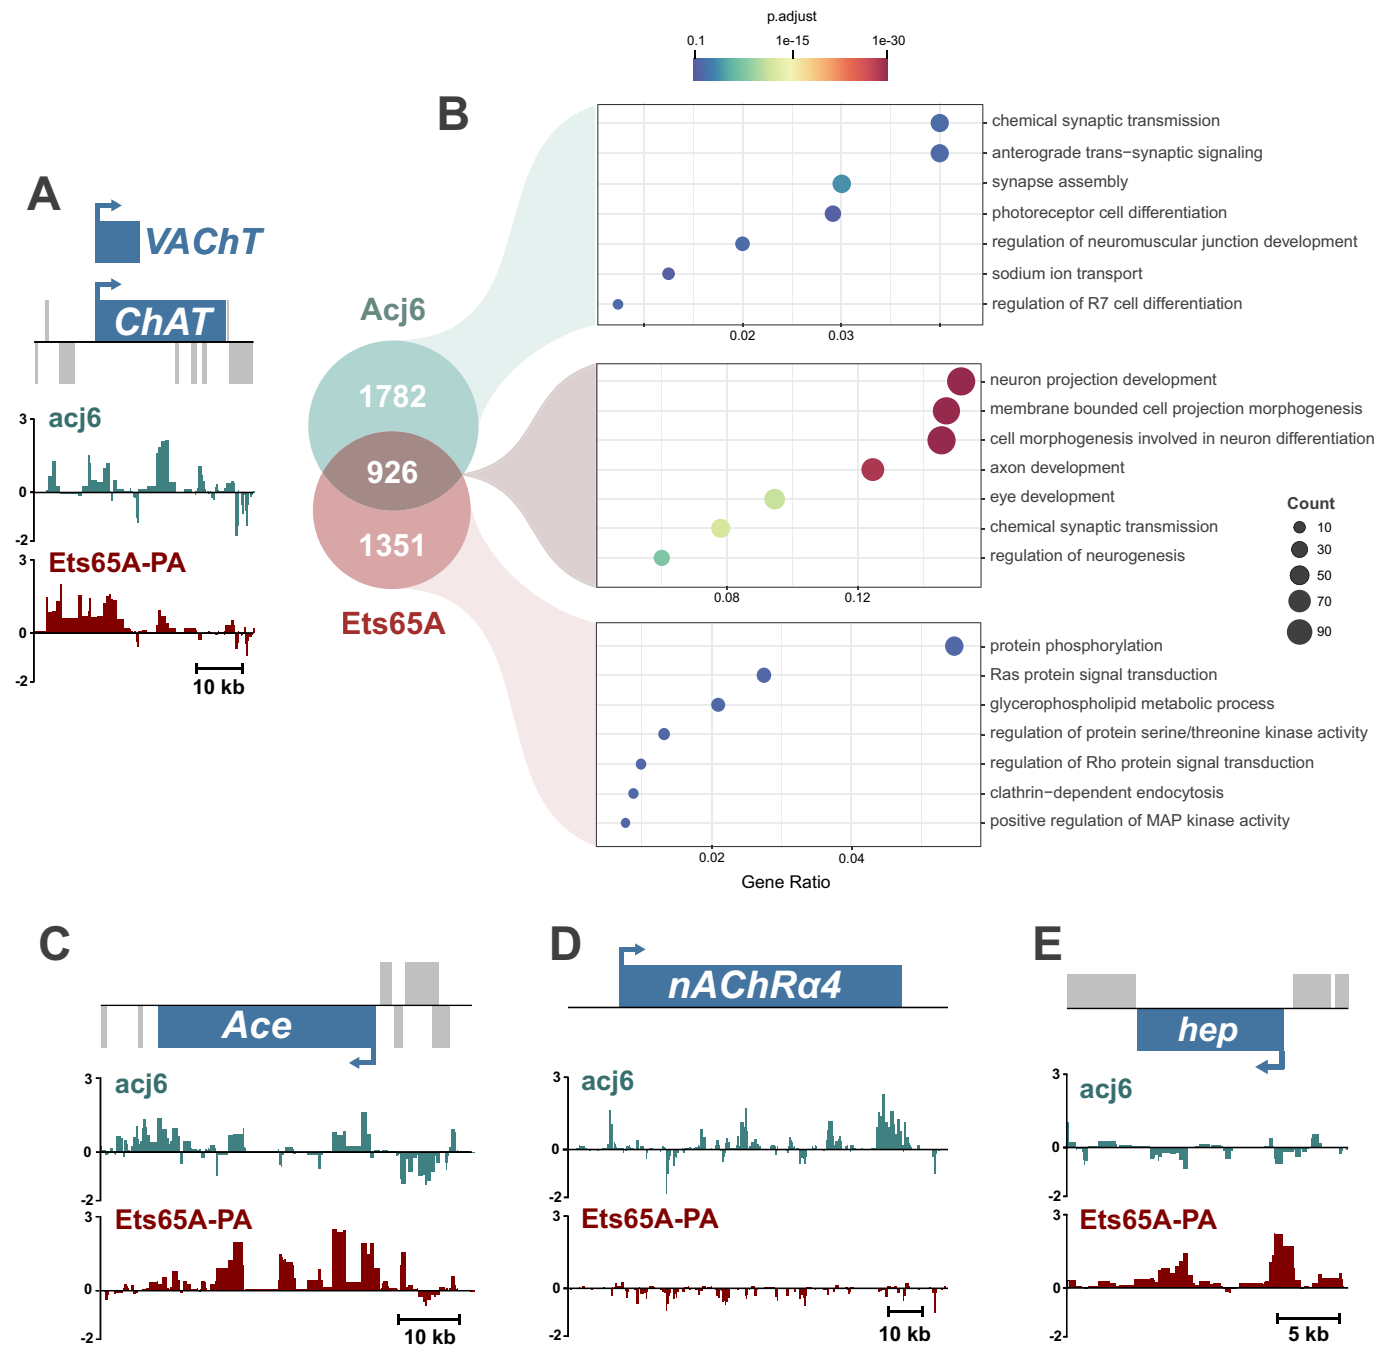 p.adjust
0.1 1e-15 1e-30
B
chemical synaptic transmission
anterograde trans−synaptic signaling
synapse assembly
photoreceptor cell differentiation
regulation of neuromuscular junction development
sodium ion transport
regulation of R7 cell differentiation
0.02 0.03
A
VAChT
ChAT
acj6
3
0
-2
Ets65A-PA
3
0
-2
10 kb
Acj6
1782
926
1351
Ets65A
neuron projection development
membrane bounded cell projection morphogenesis
cell morphogenesis involved in neuron differentiation
axon development
eye development
chemical synaptic transmission
regulation of neurogenesis
0.08 0.12
Count
10
30
50
70
90
protein phosphorylation
Ras protein signal transduction
glycerophospholipid metabolic process
regulation of protein serine/threonine kinase activity
regulation of Rho protein signal transduction
clathrin−dependent endocytosis
positive regulation of MAP kinase activity
0.02 0.04
Gene Ratio
C
Ace
acj6
3
0
-2
Ets65A-PA
3
0
-2
10 kb
D
nAChRα4
acj6
3
0
-2
Ets65A-PA
3
0
-2
10 kb
E
hep
acj6
3
0
-2
Ets65A-PA
3
0
-2
5 kb